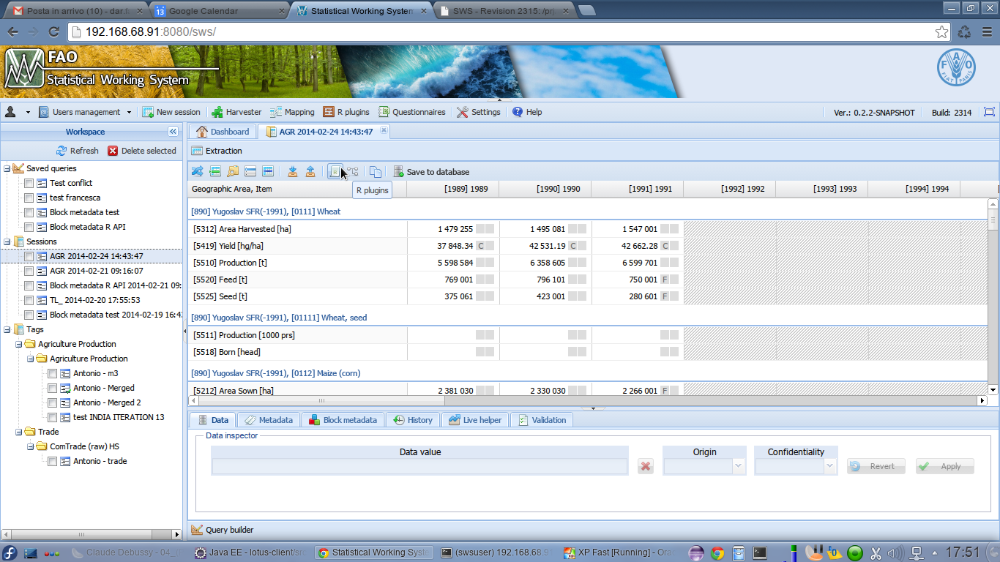 Posta in arrivo (10) - dar.f
Google Calendar
Statistical Working System
SWS - Revision 2315: /pr
192.168.68.91:8080/sws/
FAO
Statistical Working System
Users management
New session
Harvester
Mapping
R plugins
Questionnaires
Settings
Help
Ver.: 0.2.2-SNAPSHOT
Build: 2314
Workspace
Dashboard
AGR 2014-02-24 14:43:47
Refresh
Delete selected
Extraction
Saved queries
Test conflict
test francesca
Block metadata test
Block metadata R API
Sessions
AGR 2014-02-24 14:43:47
AGR 2014-02-21 09:16:07
Block metadata R API 2014-02-21 09:
TL_ 2014-02-20 17:55:53
Block metadata test 2014-02-19 16:4
Tags
Agriculture Production
Agriculture Production
Antonio - m3
Antonio - Merged
Antonio - Merged 2
test INDIA ITERATION 13
Trade
ComTrade (raw) HS
Antonio - trade
Save to database
R plugins
Geographic Area, Item [1989] 1989 [1990] 1990 [1991] 1991 [1992] 1992 [1993] 1993 [1994] 1994
[890] Yugoslav SFR(-1991), [0111] Wheat
[5312] Area Harvested [ha] 1 479 255 1 495 081 1 547 001
[5419] Yield [hg/ha] 37 848.34 C 42 531.19 C 42 662.28 C
[5510] Production [t] 5 598 584 6 358 605 6 599 701
[5520] Feed [t] 769 001 796 101 750 001 F
[5525] Seed [t] 375 061 423 001 280 601 F
[890] Yugoslav SFR(-1991), [01111] Wheat, seed
[5511] Production [1000 prs]
[5518] Born [head]
[890] Yugoslav SFR(-1991), [0112] Maize (corn)
[5212] Area Sown [ha] 2 381 030 2 330 030 2 266 001 F
Data
Metadata
Block metadata
History
Live helper
Validation
Data inspector
Data value
Origin
Confidentiality
Revert
Apply
Query builder
Claude Debussy - 04_
Java EE - lotus-client/sr
Statistical Working Syst
(swsuser) 192.168.68.9
XP Fast [Running] - Ora
17:51